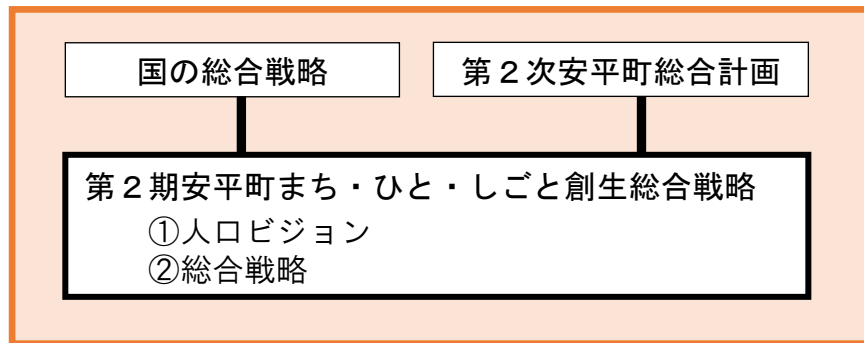 国の総合戦略
第２次安平町総合計画
第２期安平町まち・ひと・しごと創生総合戦略
①人口ビジョン
②総合戦略